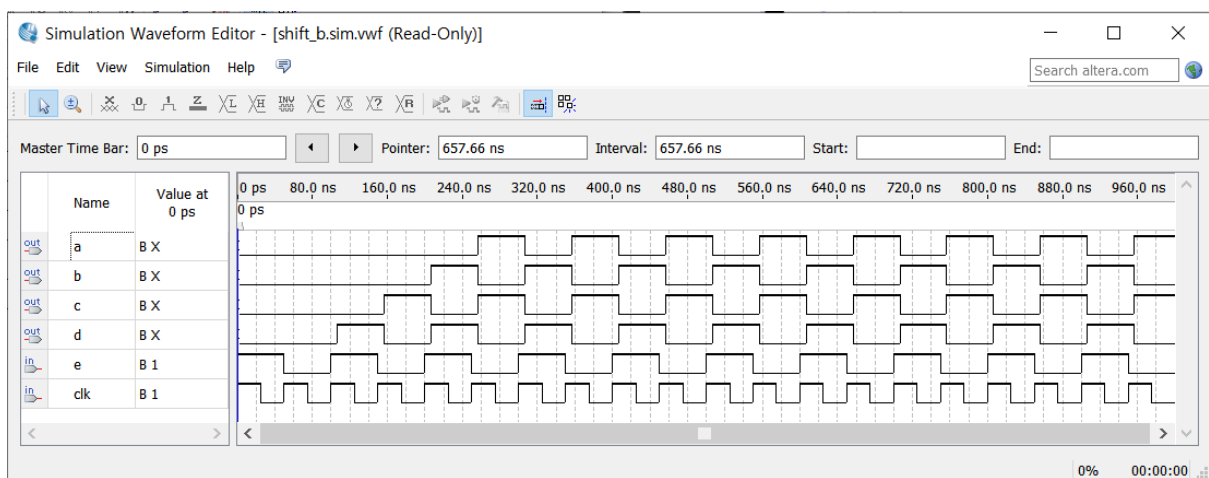 Simulation Waveform Editor - [shift_b.sim.vwf (Read-Only)]
File Edit View Simulation Help
Search altera.com
Master Time Bar: 0 ps Pointer: 657.66 ns Interval: 657.66 ns Start: End:
Name Value at 0 ps
0 ps 80.0 ns 160.0 ns 240.0 ns 320.0 ns 400.0 ns 480.0 ns 560.0 ns 640.0 ns 720.0 ns 800.0 ns 880.0 ns 960.0 ns
0 ps
out a B X
out b B X
out c B X
out d B X
in e B 1
in clk B 1
0% 00:00:00